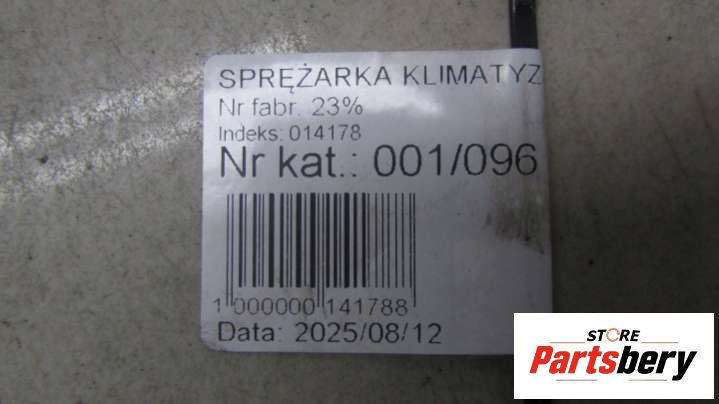 SPRĘŻARKA KLIMATYZ
Nr fabr. 23%
Indeks: 014178
Nr kat.: 001/096
1 000000 141788
Data: 2025/08/12
STORE
Partsbery